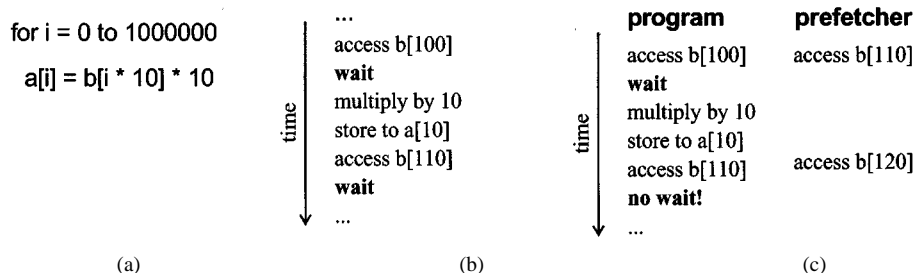 for i = 0 to 1000000
a[i] = b[i * 10] * 10
(a)
time
...
access b[100]
wait
multiply by 10
store to a[10]
access b[110]
wait
...
(b)
time
program prefetcher
access b[100] access b[110]
wait
multiply by 10
store to a[10]
access b[110] access b[120]
no wait!
...
(c)